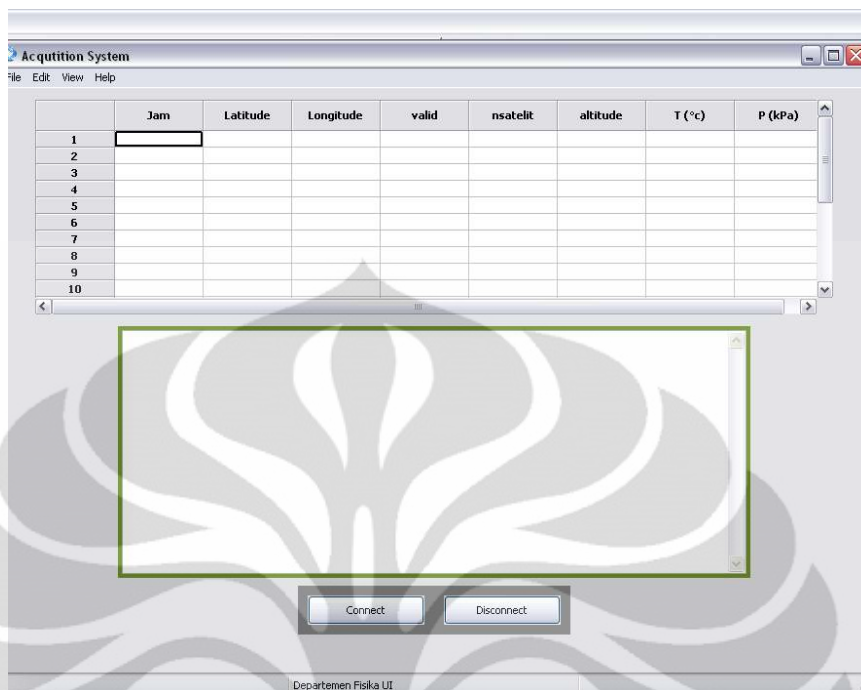 Acqutition System
File Edit View Help
Jam Latitude Longitude valid nsatelit altitude T (°c) P (kPa)
1
2
3
4
5
6
7
8
9
10
Connect Disconnect
Departemen Fisika UI